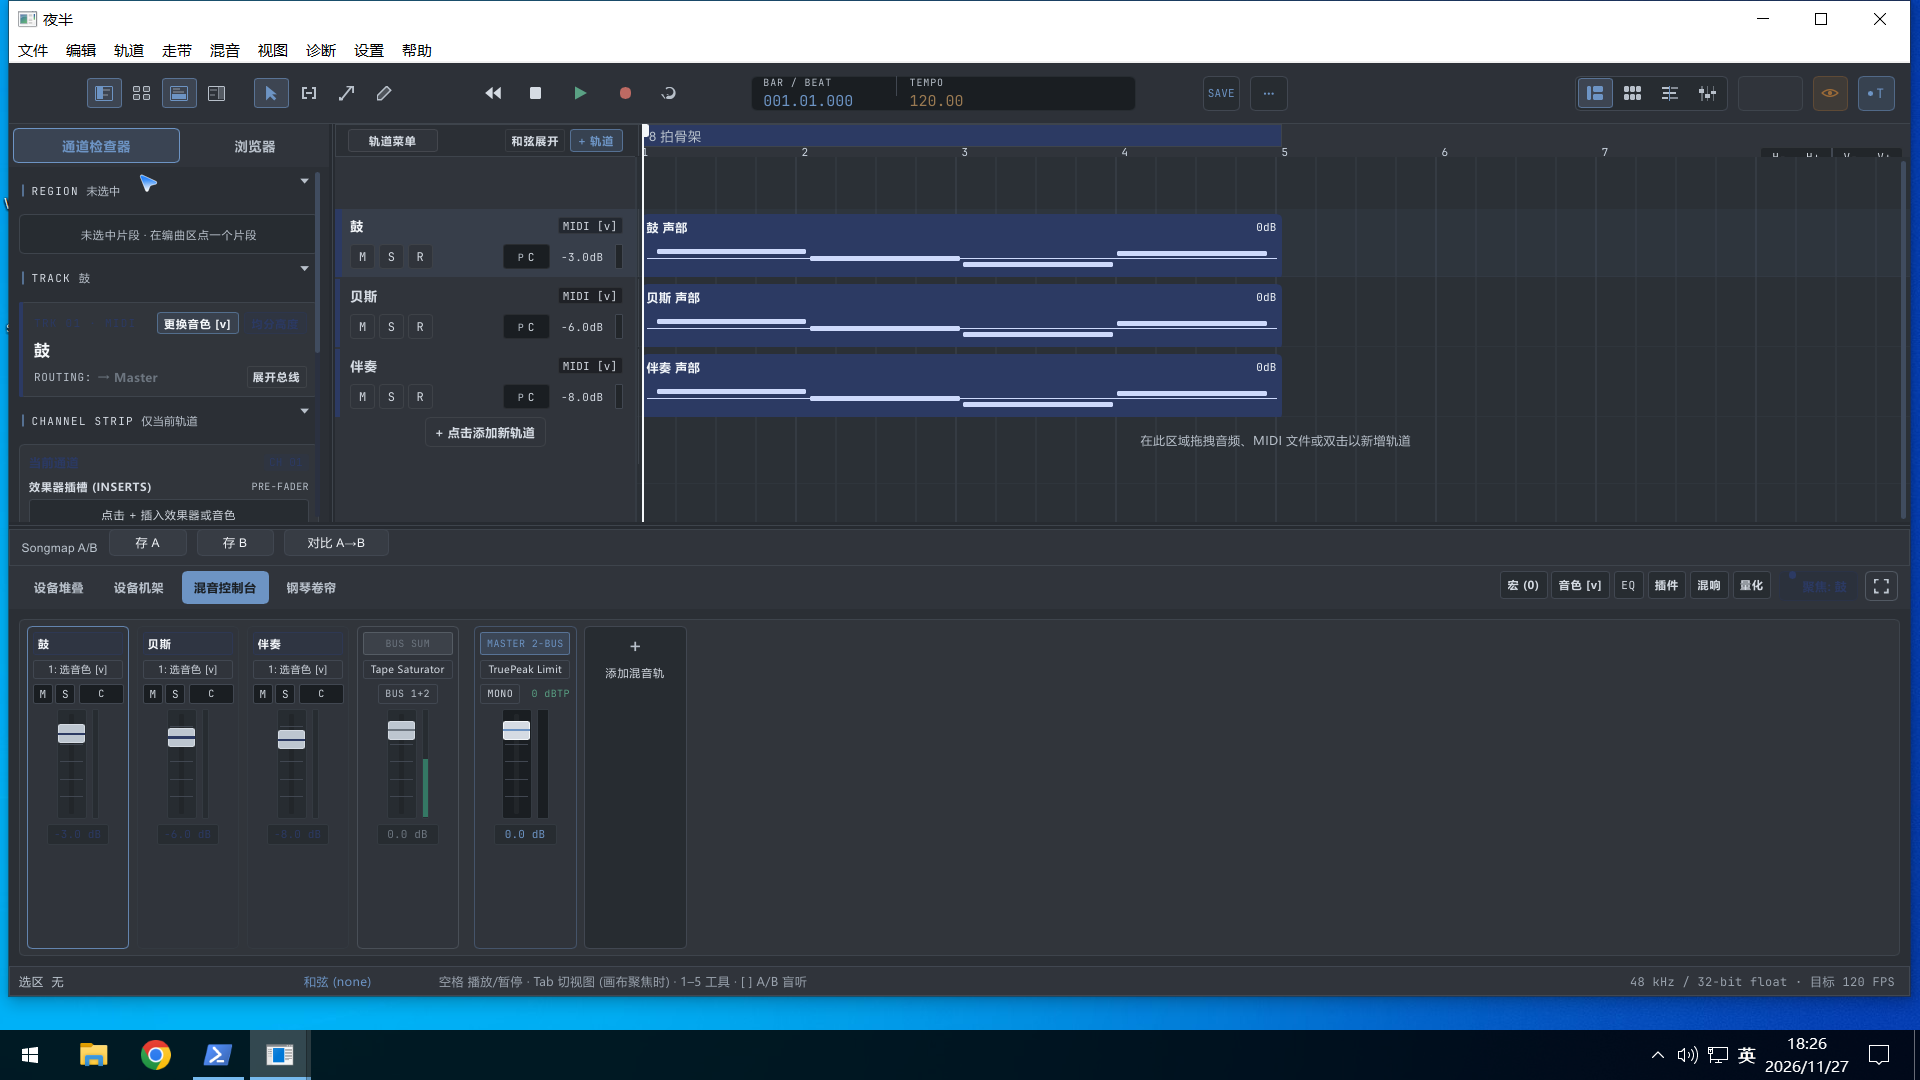 夜半
文件 编辑 轨道 走带 混音 视图 诊断 设置 帮助
BAR / BEAT TEMPO
001.01.000 120.00
SAVE ...
T
通道检查器 浏览器
轨道菜单 和弦展开 + 轨道
8 拍骨架
1 2 3 4 5 6 7
REGION 未选中
未选中片段 · 在编曲区点一个片段
TRACK 鼓
更换音色 [v]
鼓
ROUTING: → Master 展开总线
CHANNEL STRIP 仅当前轨道
效果器插槽 (INSERTS) PRE-FADER
点击 + 插入效果器或音色
鼓 MIDI [v]
M S R P C -3.0dB
贝斯 MIDI [v]
M S R P C -6.0dB
伴奏 MIDI [v]
M S R P C -8.0dB
+ 点击添加新轨道
鼓 声部 0dB
贝斯 声部 0dB
伴奏 声部 0dB
在此区域拖拽音频、MIDI 文件或双击以新增轨道
Songmap A/B 存 A 存 B 对比 A→B
设备堆叠 设备机架 混音控制台 钢琴卷帘
宏 (0) 音色 [v] EQ 插件 混响 量化
鼓 贝斯 伴奏 BUS SUM MASTER 2-BUS +
1: 选音色 [v] 1: 选音色 [v] 1: 选音色 [v] Tape Saturator TruePeak Limit 添加混音轨
M S C M S C M S C BUS 1+2 MONO 0 dBTP
-3.0 dB -6.0 dB -8.0 dB 0.0 dB 0.0 dB
选区 无 和弦 (none) 空格 播放/暂停 · Tab 切视图 (画布聚焦时) · 1–5 工具 · [ ] A/B 盲听
48 kHz / 32-bit float · 目标 120 FPS
英
18:26
2026/11/27